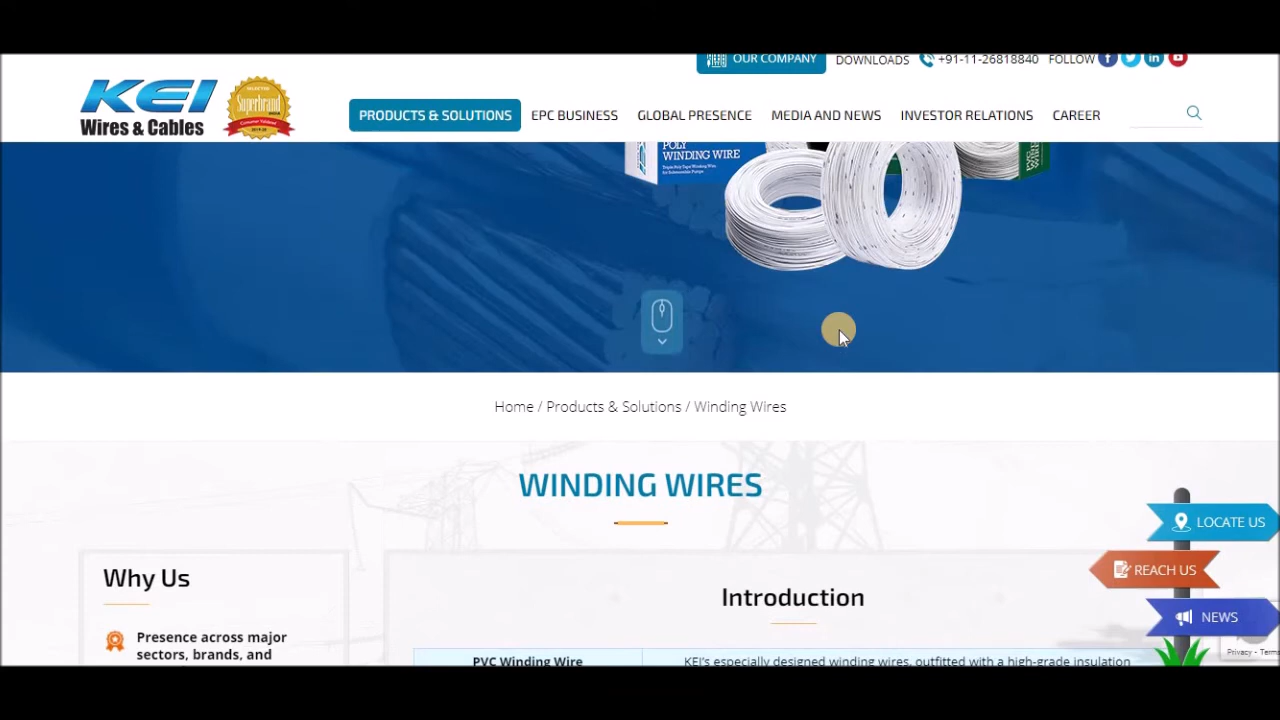 OUR COMPANY
DOWNLOADS
+91-11-26818840
FOLLOW
KEI
Wires & Cables
Superbrand
PRODUCTS & SOLUTIONS
EPC BUSINESS
GLOBAL PRESENCE
MEDIA AND NEWS
INVESTOR RELATIONS
CAREER
POLY
WINDING WIRE
Home / Products & Solutions / Winding Wires
WINDING WIRES
LOCATE US
REACH US
NEWS
Why Us
Presence across major
sectors, brands, and
Introduction
PVC Winding Wire
KEI's especially designed winding wires, outfitted with a high-grade insulation
Privacy - Terms